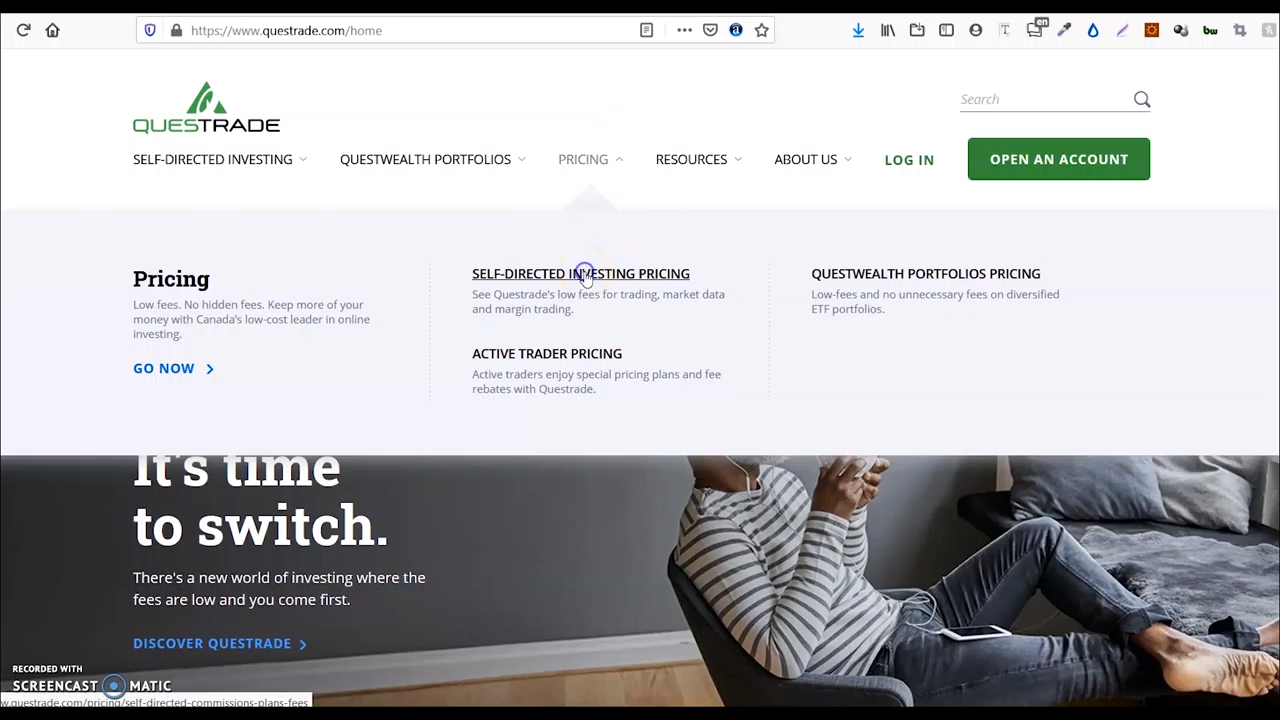 https://www.questrade.com/home
en
bw
QUESTRADE
Search
SELF-DIRECTED INVESTING
QUESTWEALTH PORTFOLIOS
PRICING
RESOURCES
ABOUT US
LOG IN
OPEN AN ACCOUNT
Pricing
Low fees. No hidden fees. Keep more of your
money with Canada's low-cost leader in online
investing.
GO NOW
SELF-DIRECTED INVESTING PRICING
See Questrade's low fees for trading, market data
and margin trading.
ACTIVE TRADER PRICING
Active traders enjoy special pricing plans and fee
rebates with Questrade.
QUESTWEALTH PORTFOLIOS PRICING
Low-fees and no unnecessary fees on diversified
ETF portfolios.
It's time
to switch.
There's a new world of investing where the
fees are low and you come first.
DISCOVER QUESTRADE
RECORDED WITH
SCREENCAST MATIC
w.questrade.com/pricing/self-directed-commissions-plans-fees